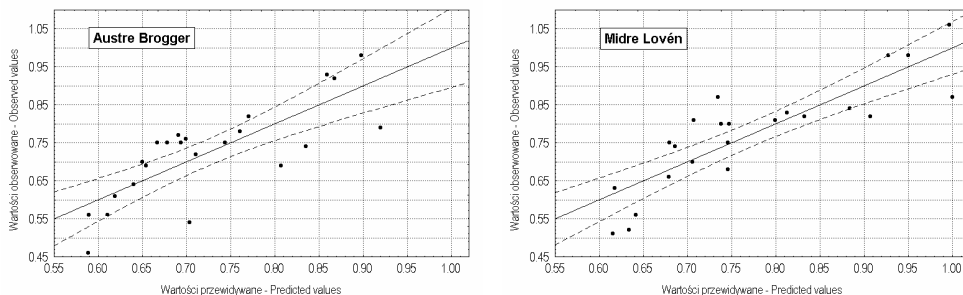 Austre Brogger
Wartości obserwowane - Observed values
1.05
0.95
0.85
0.75
0.65
0.55
0.45
0.55 0.60 0.65 0.70 0.75 0.80 0.85 0.90 0.95 1.00
Wartości przewidywane - Predicted values
Midre Lovén
Wartości obserwowane - Observed values
1.05
0.95
0.85
0.75
0.65
0.55
0.45
0.55 0.60 0.65 0.70 0.75 0.80 0.85 0.90 0.95 1.00
Wartości przewidywane - Predicted values